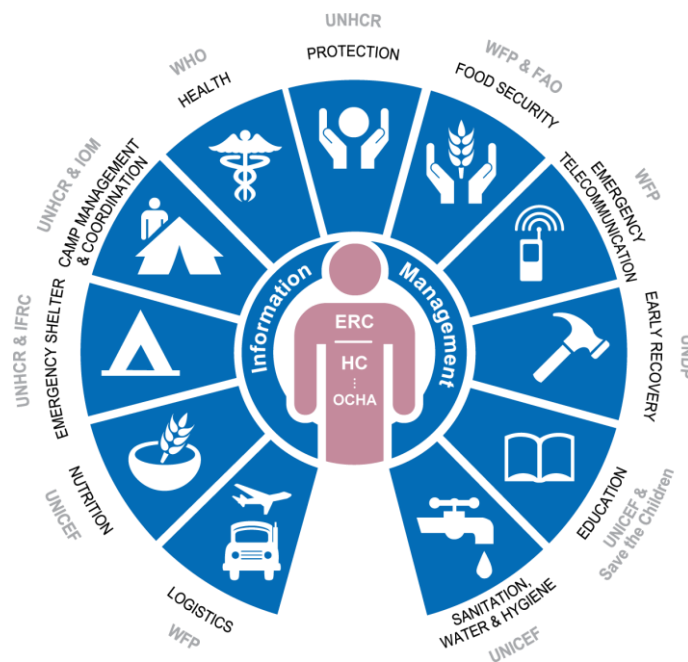 UNHCR
PROTECTION
WFP & FAO
FOOD SECURITY
WFP
EMERGENCY
TELECOMMUNICATION
UNDP
EARLY RECOVERY
EDUCATION
UNICEF &
Save the Children
SANITATION,
WATER & HYGIENE
UNICEF
LOGISTICS
WFP
NUTRITION
UNICEF
UNHCR & IFRC
EMERGENCY SHELTER
UNHCR & IOM
CAMP MANAGEMENT
& COORDINATION
WHO
HEALTH
Information Management
ERC
HC
OCHA